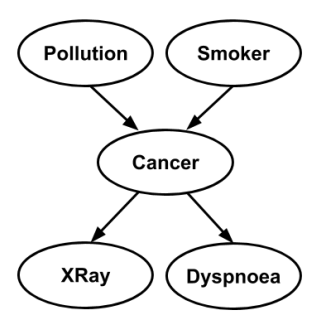 Pollution
Smoker
Cancer
XRay
Dyspnoea